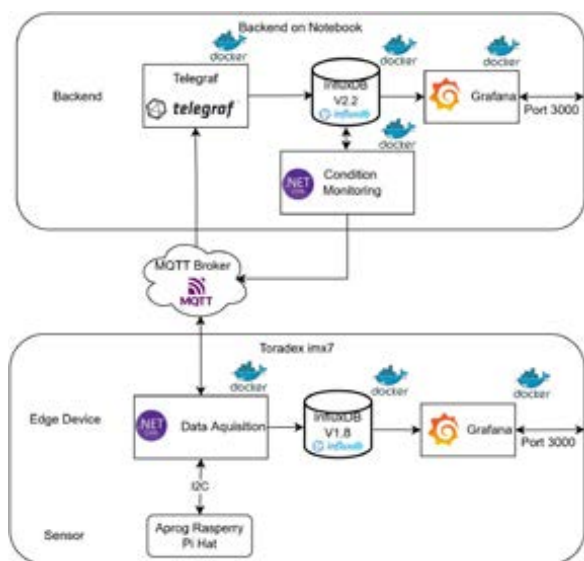 Backend on Notebook
docker
docker
docker
Telegraf
telegraf
InfluxDB
V2.2
influxdb
Grafana
Port 3000
Backend
docker
.NET
Condition
Monitoring
MQTT Broker
MQTT
Toradex imx7
docker
docker
docker
Edge Device
.NET
Data Aquisition
InfluxDB
V1.8
influxdb
Grafana
Port 3000
I2C
Aprog Rasperry
Pi Hat
Sensor